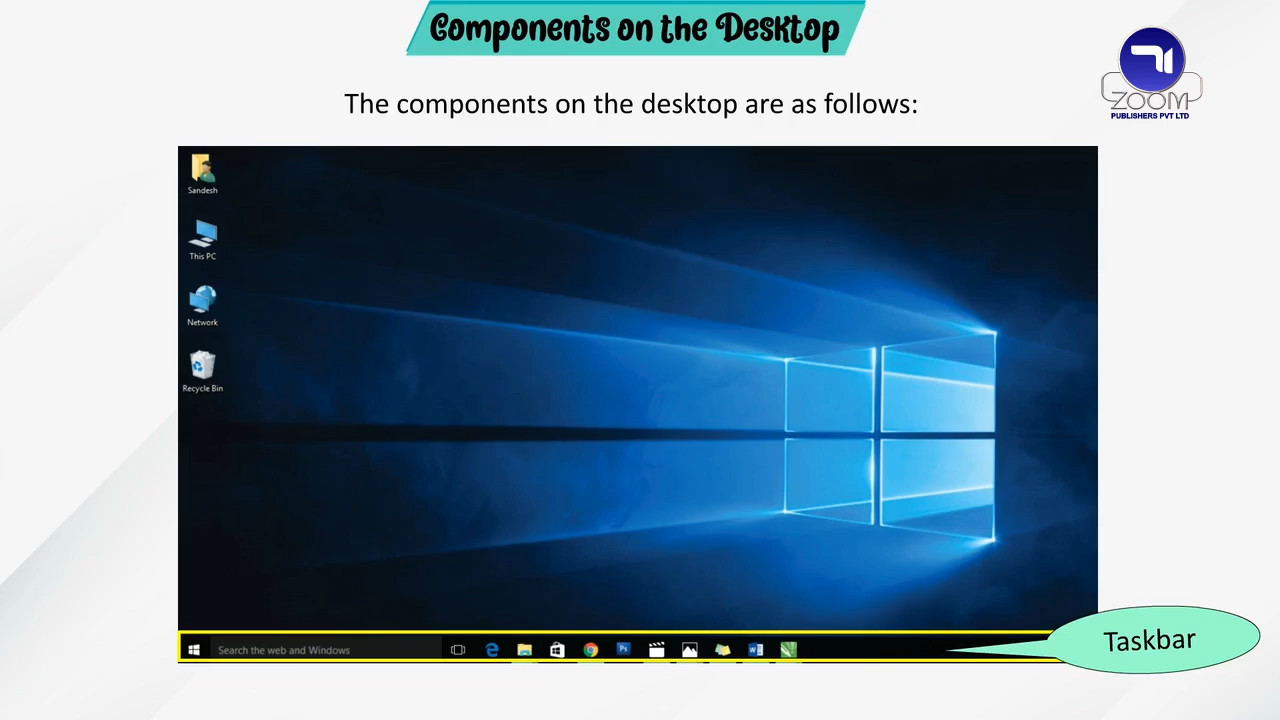 Components on the Desktop
The components on the desktop are as follows:
ZOOM
PUBLISHERS PVT LTD
Sandesh
This PC
Network
Recycle Bin
Search the web and Windows
Ps
Taskbar